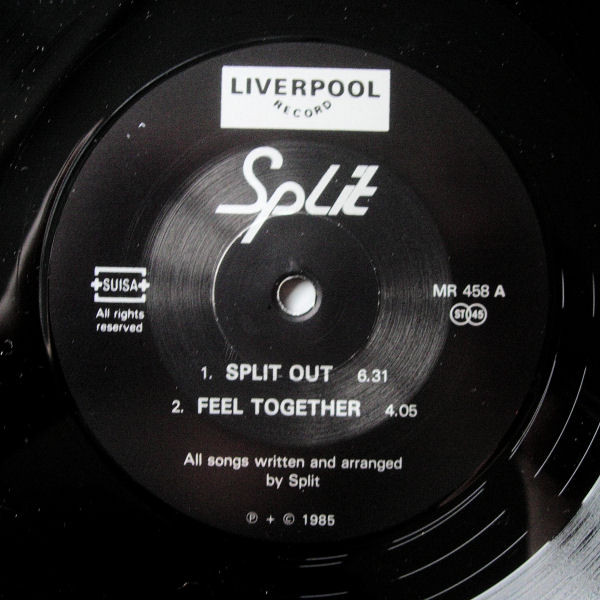 LIVERPOOL
RECORD
Split
SUISA
All rights
reserved
MR 458 A
ST 45
1. SPLIT OUT 6.31
2. FEEL TOGETHER 4.05
All songs written and arranged
by Split
℗ + © 1985